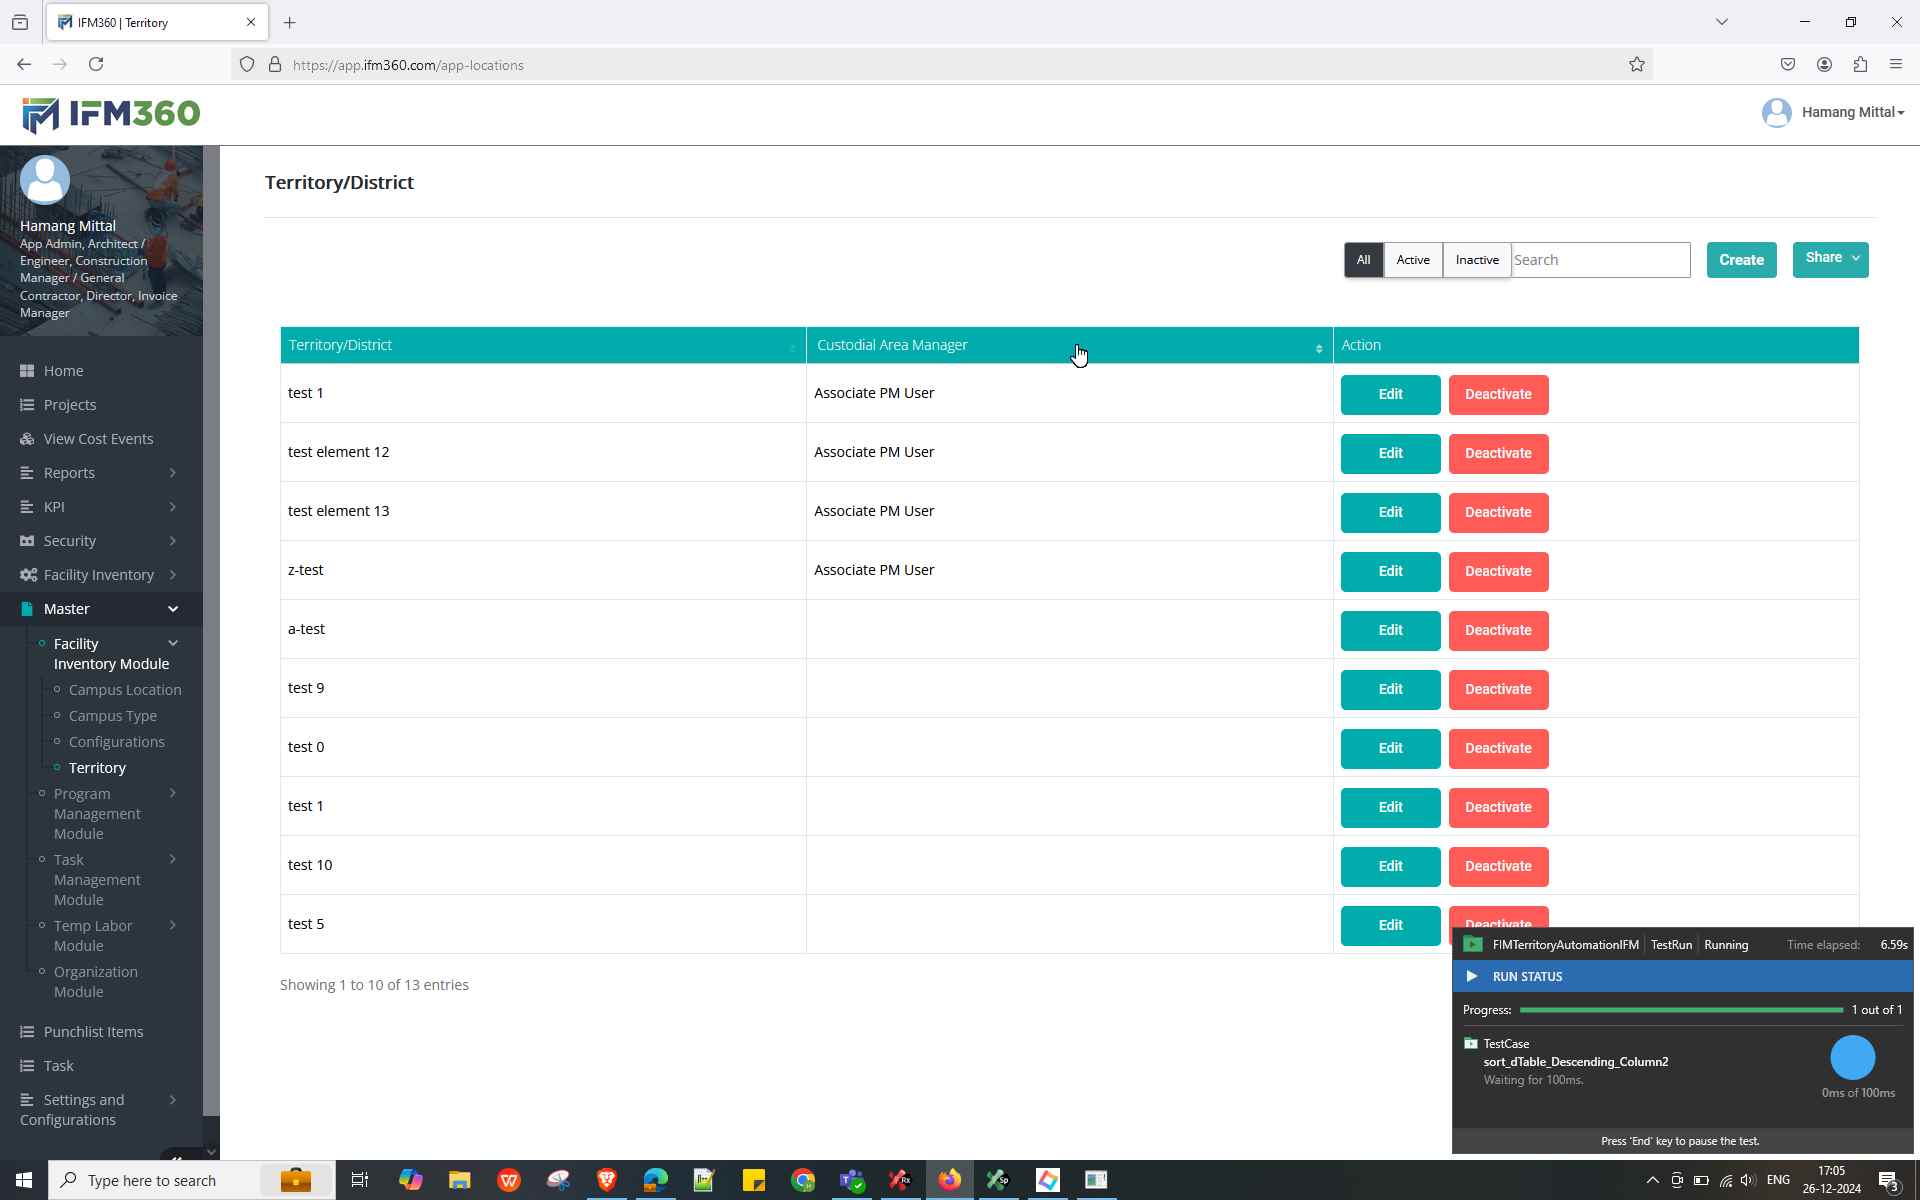 IFM360 | Territory
https://app.ifm360.com/app-locations
IFM360
Hamang Mittal
Hamang Mittal
App Admin, Architect /
Engineer, Construction
Manager / General
Contractor, Director, Invoice
Manager
Home
Projects
View Cost Events
Reports
KPI
Security
Facility Inventory
Master
Facility
Inventory Module
Campus Location
Campus Type
Configurations
Territory
Program
Management
Module
Task
Management
Module
Temp Labor
Module
Organization
Module
Punchlist Items
Task
Settings and
Configurations
Territory/District
All Active Inactive Search Create Share
Territory/District Custodial Area Manager Action
test 1 Associate PM User Edit Deactivate
test element 12 Associate PM User Edit Deactivate
test element 13 Associate PM User Edit Deactivate
z-test Associate PM User Edit Deactivate
a-test Edit Deactivate
test 9 Edit Deactivate
test 0 Edit Deactivate
test 1 Edit Deactivate
test 10 Edit Deactivate
test 5 Edit Deactivate
Showing 1 to 10 of 13 entries
FIMTerritoryAutomationIFM TestRun Running Time elapsed: 6.59s
RUN STATUS
Progress: 1 out of 1
TestCase
sort_dTable_Descending_Column2
Waiting for 100ms.
0ms of 100ms
Press 'End' key to pause the test.
Type here to search
ENG
17:05
26-12-2024
3